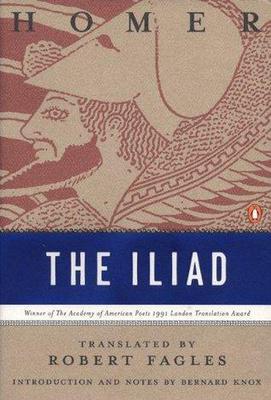 HOMER
THE ILIAD
Winner of The Academy of American Poets 1991 Landon Translation Award
TRANSLATED BY
ROBERT FAGLES
INTRODUCTION AND NOTES BY BERNARD KNOX